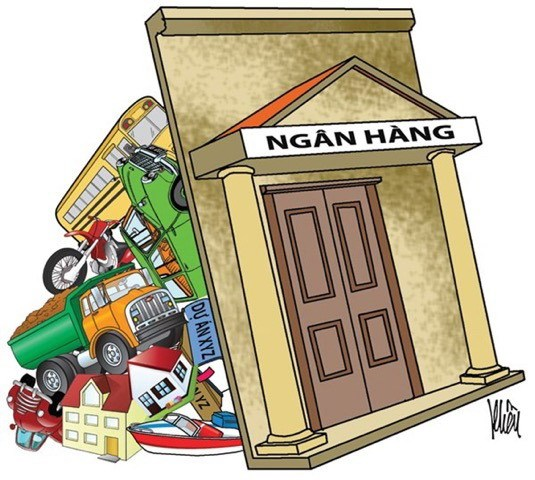 NGÂN HÀNG
DỰ ÁN XYZ
XYZ